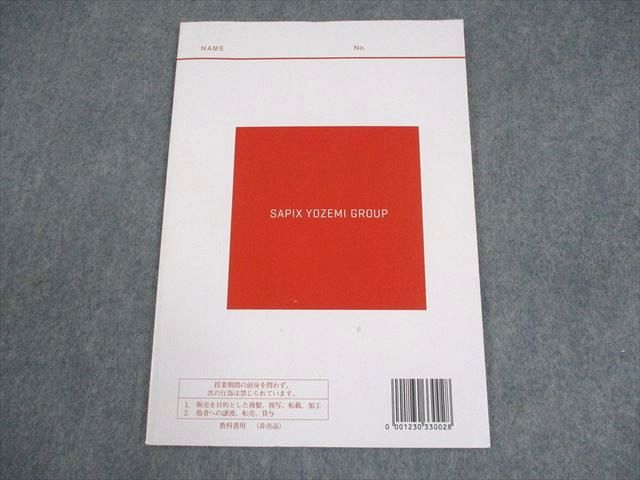 NAME No.
SAPIX YOZEMI GROUP
授業期間の前後を問わず、
次の行為は禁じられています。
1. 販売を目的とした複製、複写、転載、加工
2. 他者への譲渡、転売、貸与
教科書用 （非売品）
0 001230 330028